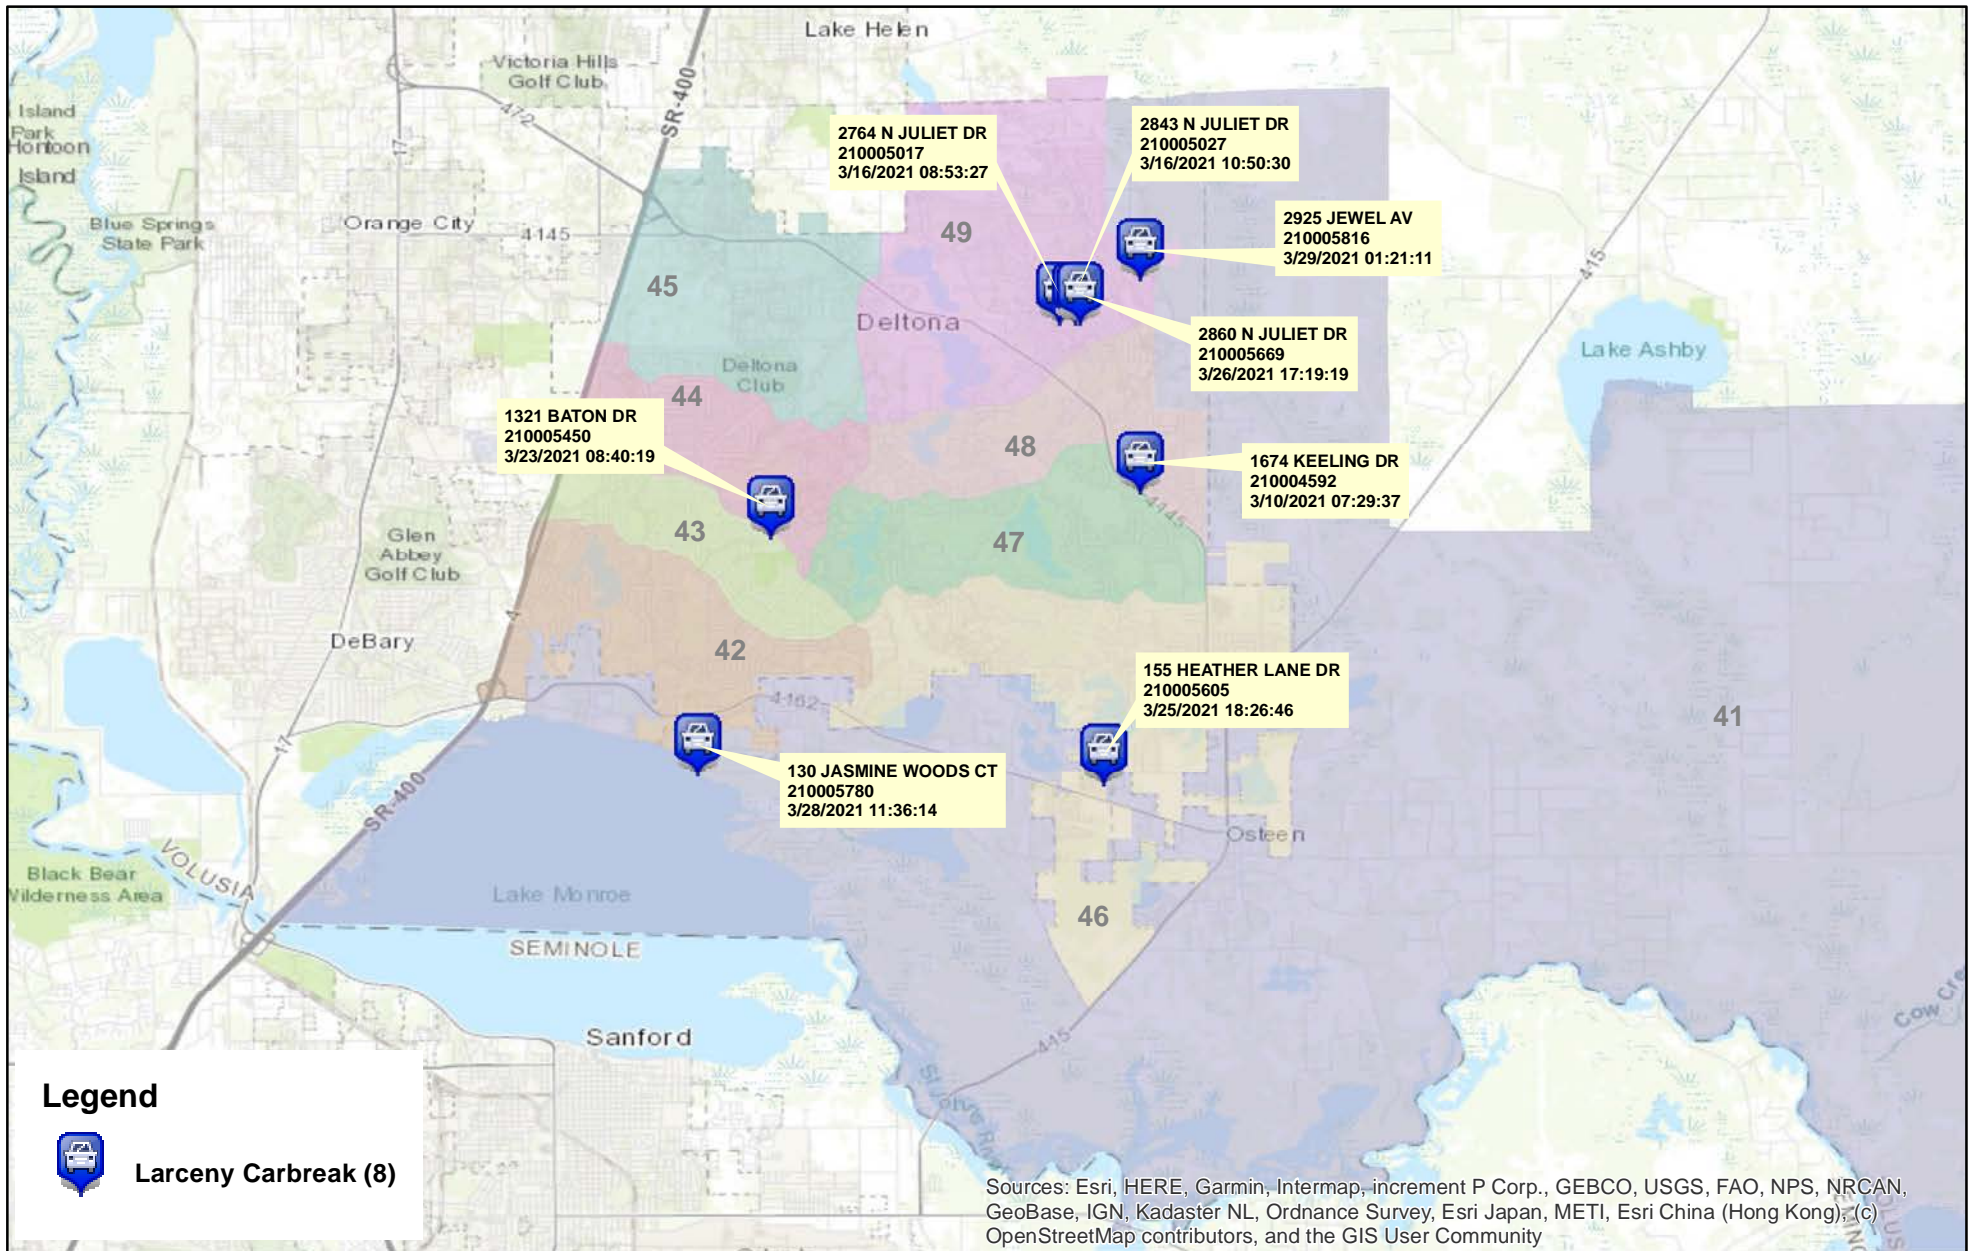 Lake Helen
Victoria Hills
Golf Club
SR-400
472
17
Island
Park
Hontoon
Island
Blue Springs
State Park
Orange City
4145
2764 N JULIET DR
210005017
3/16/2021 08:53:27
2843 N JULIET DR
210005027
3/16/2021 10:50:30
2925 JEWEL AV
210005816
3/29/2021 01:21:11
49
45
Deltona
415
2860 N JULIET DR
210005669
3/26/2021 17:19:19
Lake Ashby
Deltona
Club
44
1321 BATON DR
210005450
3/23/2021 08:40:19
48
1674 KEELING DR
210004592
3/10/2021 07:29:37
4145
43
47
Glen
Abbey
Golf Club
4
DeBary
42
155 HEATHER LANE DR
210005605
3/25/2021 18:26:46
41
4162
17
130 JASMINE WOODS CT
210005780
3/28/2021 11:36:14
SR-400
Osteen
VOLUSIA
Black Bear
Wilderness Area
Lake Monroe
46
SEMINOLE
Sanford
415
Cow Cre
Legend
Larceny Carbreak (8)
Sources: Esri, HERE, Garmin, Intermap, increment P Corp., GEBCO, USGS, FAO, NPS, NRCAN,
GeoBase, IGN, Kadaster NL, Ordnance Survey, Esri Japan, METI, Esri China (Hong Kong), (c)
OpenStreetMap contributors, and the GIS User Community